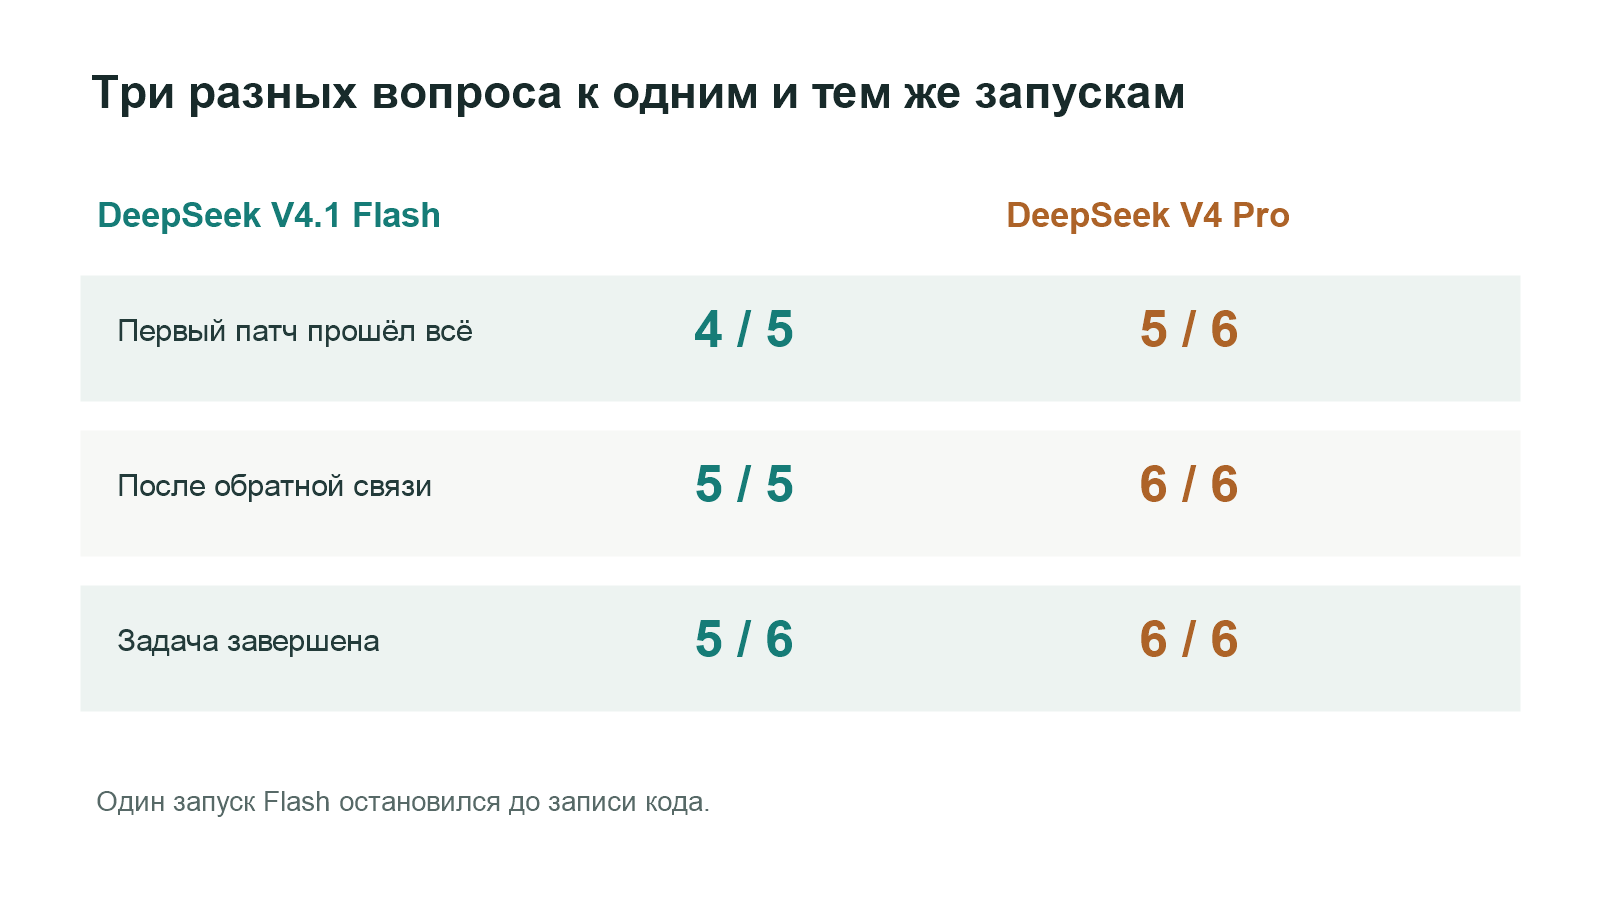 Три разных вопроса к одним и тем же запускам
DeepSeek V4.1 Flash DeepSeek V4 Pro
Первый патч прошёл всё 4 / 5 5 / 6
После обратной связи 5 / 5 6 / 6
Задача завершена 5 / 6 6 / 6
Один запуск Flash остановился до записи кода.